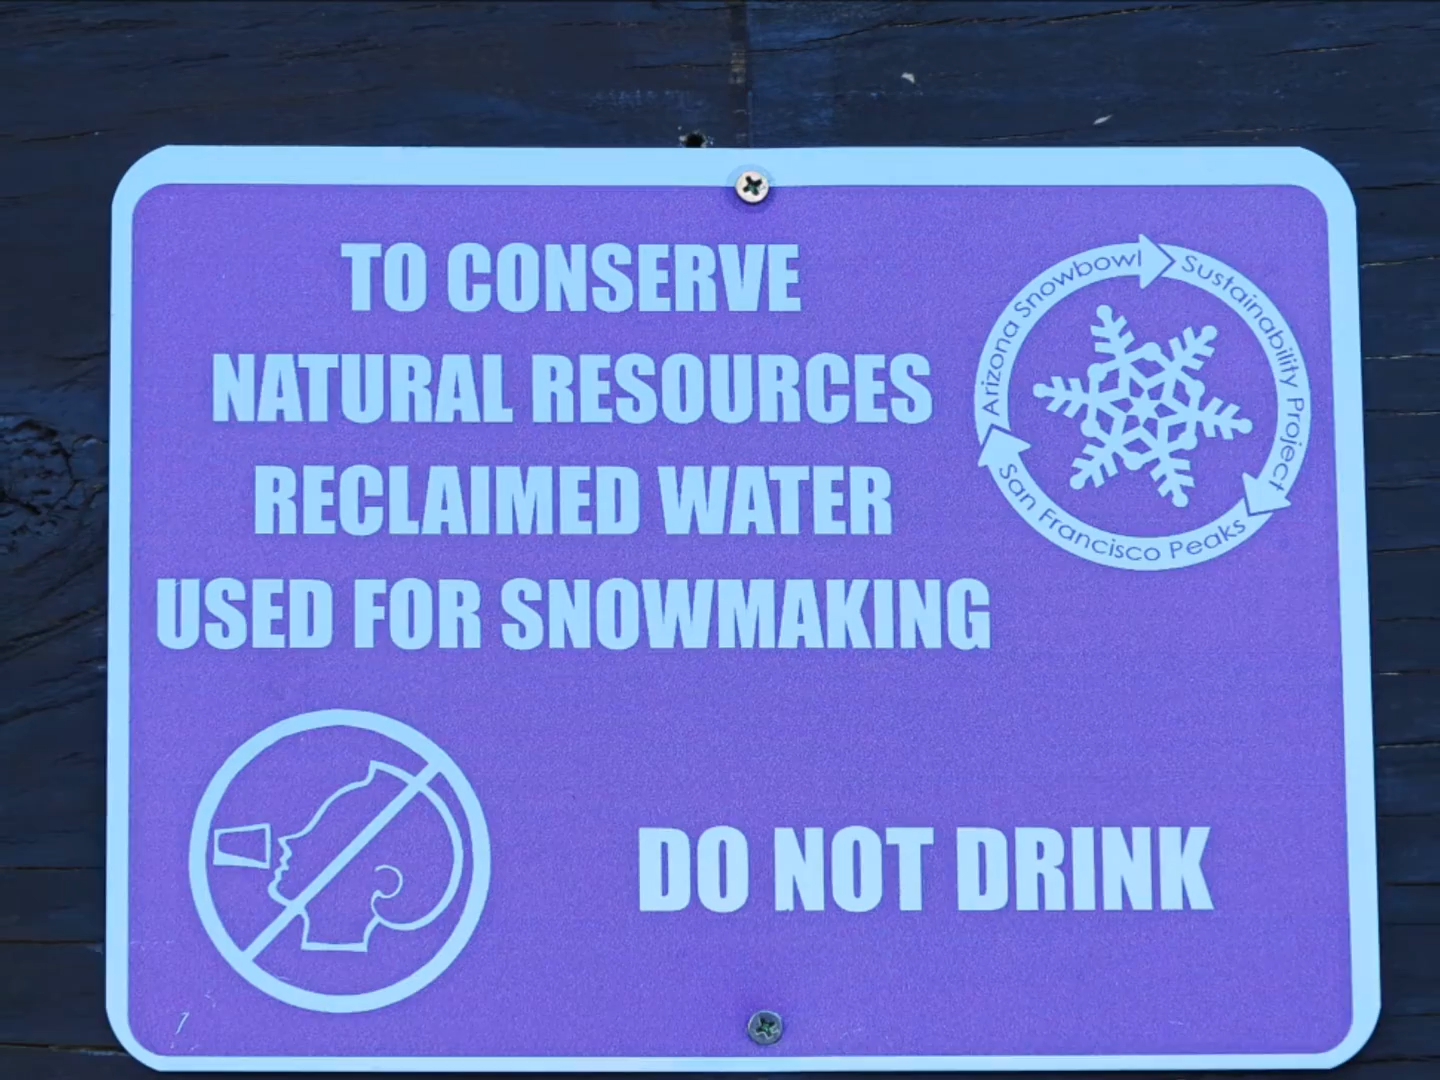 TO CONSERVE
NATURAL RESOURCES
RECLAIMED WATER
USED FOR SNOWMAKING
Arizona Snowbowl
Sustainability Project
San Francisco Peaks
DO NOT DRINK